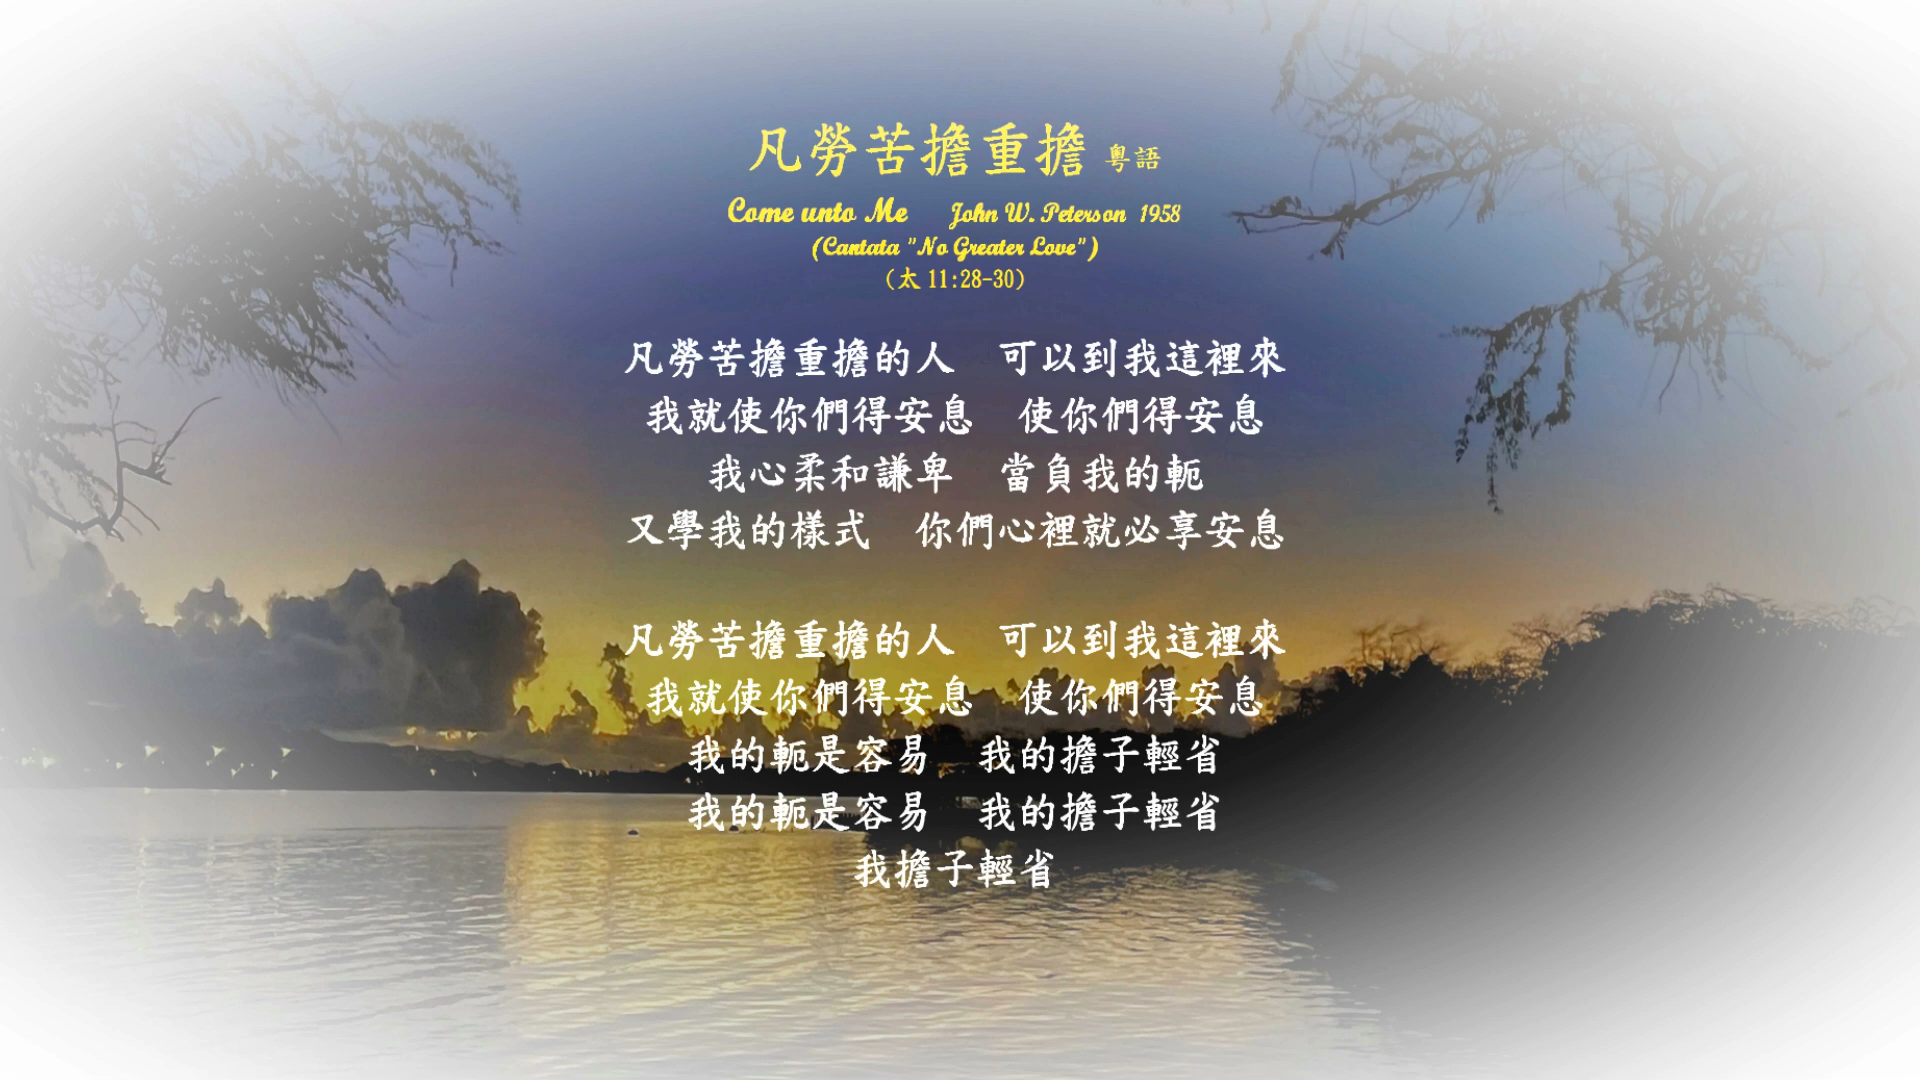 凡勞苦擔重擔 粵語
Come unto Me John W. Peterson 1958
(Cantata "No Greater Love")
(太 11:28-30)
凡勞苦擔重擔的人 可以到我這裡來
我就使你們得安息 使你們得安息
我心柔和謙卑 當負我的軛
又學我的樣式 你們心裡就必享安息
凡勞苦擔重擔的人 可以到我這裡來
我就使你們得安息 使你們得安息
我的軛是容易 我的擔子輕省
我的軛是容易 我的擔子輕省
我擔子輕省